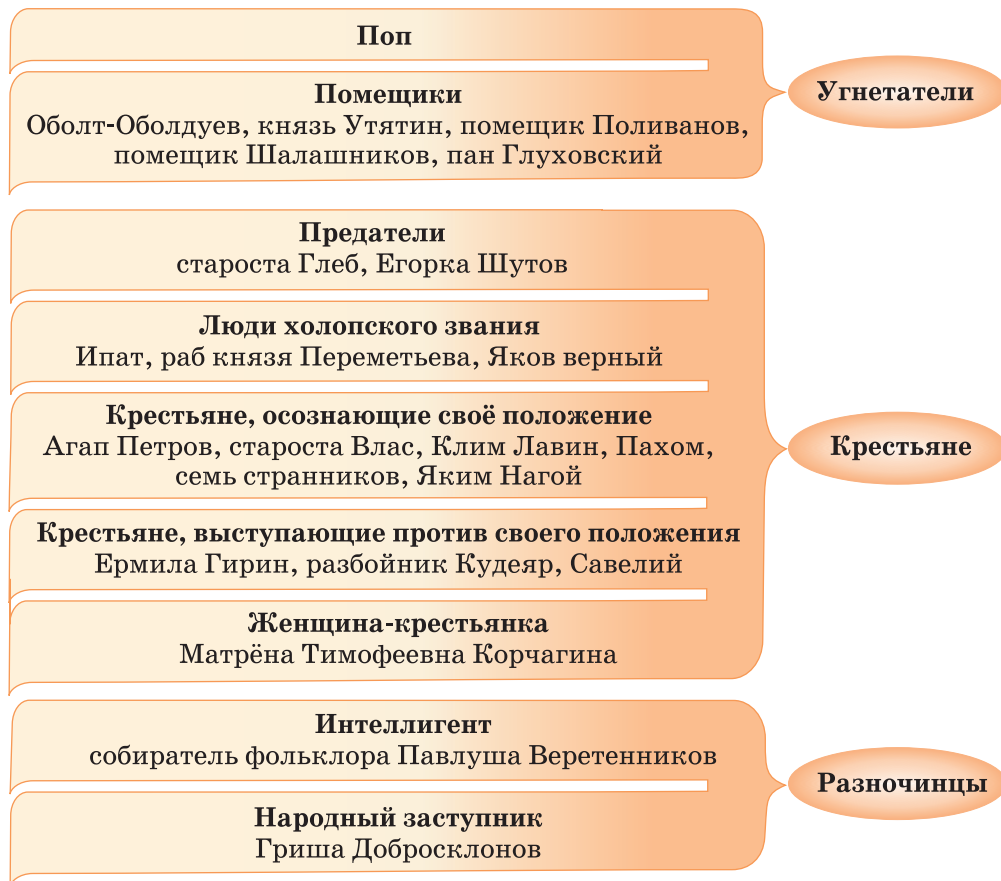 Поп
Помещики
Оболт-Оболдуев, князь Утятин, помещик Поливанов,
помещик Шалашников, пан Глуховский
Угнетатели
Предатели
староста Глеб, Егорка Шутов
Люди холопского звания
Ипат, раб князя Переметьева, Яков верный
Крестьяне, осознающие своё положение
Агап Петров, староста Влас, Клим Лавин, Пахом,
семь странников, Яким Нагой
Крестьяне, выступающие против своего положения
Ермила Гирин, разбойник Кудеяр, Савелий
Женщина-крестьянка
Матрёна Тимофеевна Корчагина
Крестьяне
Интеллигент
собиратель фольклора Павлуша Веретенников
Народный заступник
Гриша Добросклонов
Разночинцы